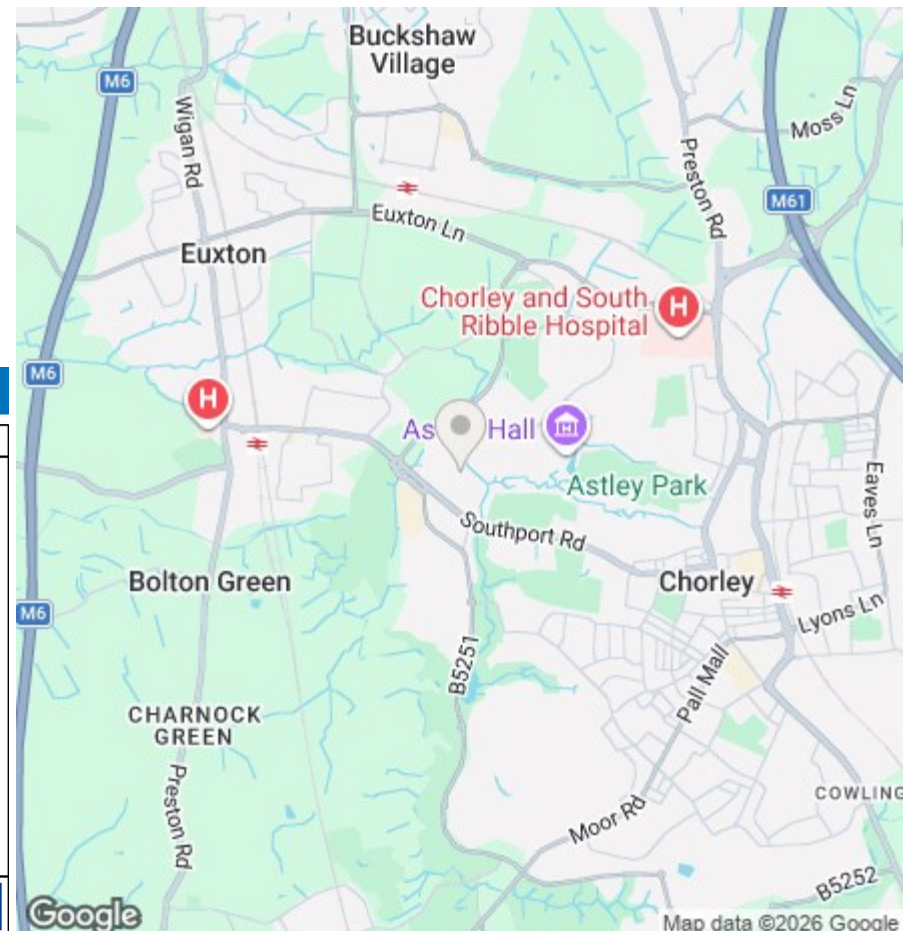 Buckshaw
Village
M6
Wigan Rd
Moss Ln
Preston Rd
M61
Euxton Ln
Euxton
Chorley and South
Ribble Hospital
H
M6
H
As Hall
Astley Park
Eaves Ln
Southport Rd
Bolton Green
Chorley
M6
Lyons Ln
B5251
Pall Mall
CHARNOCK
GREEN
Preston Rd
COWLING
Moor Rd
B5252
Google
Map data ©2026 Google